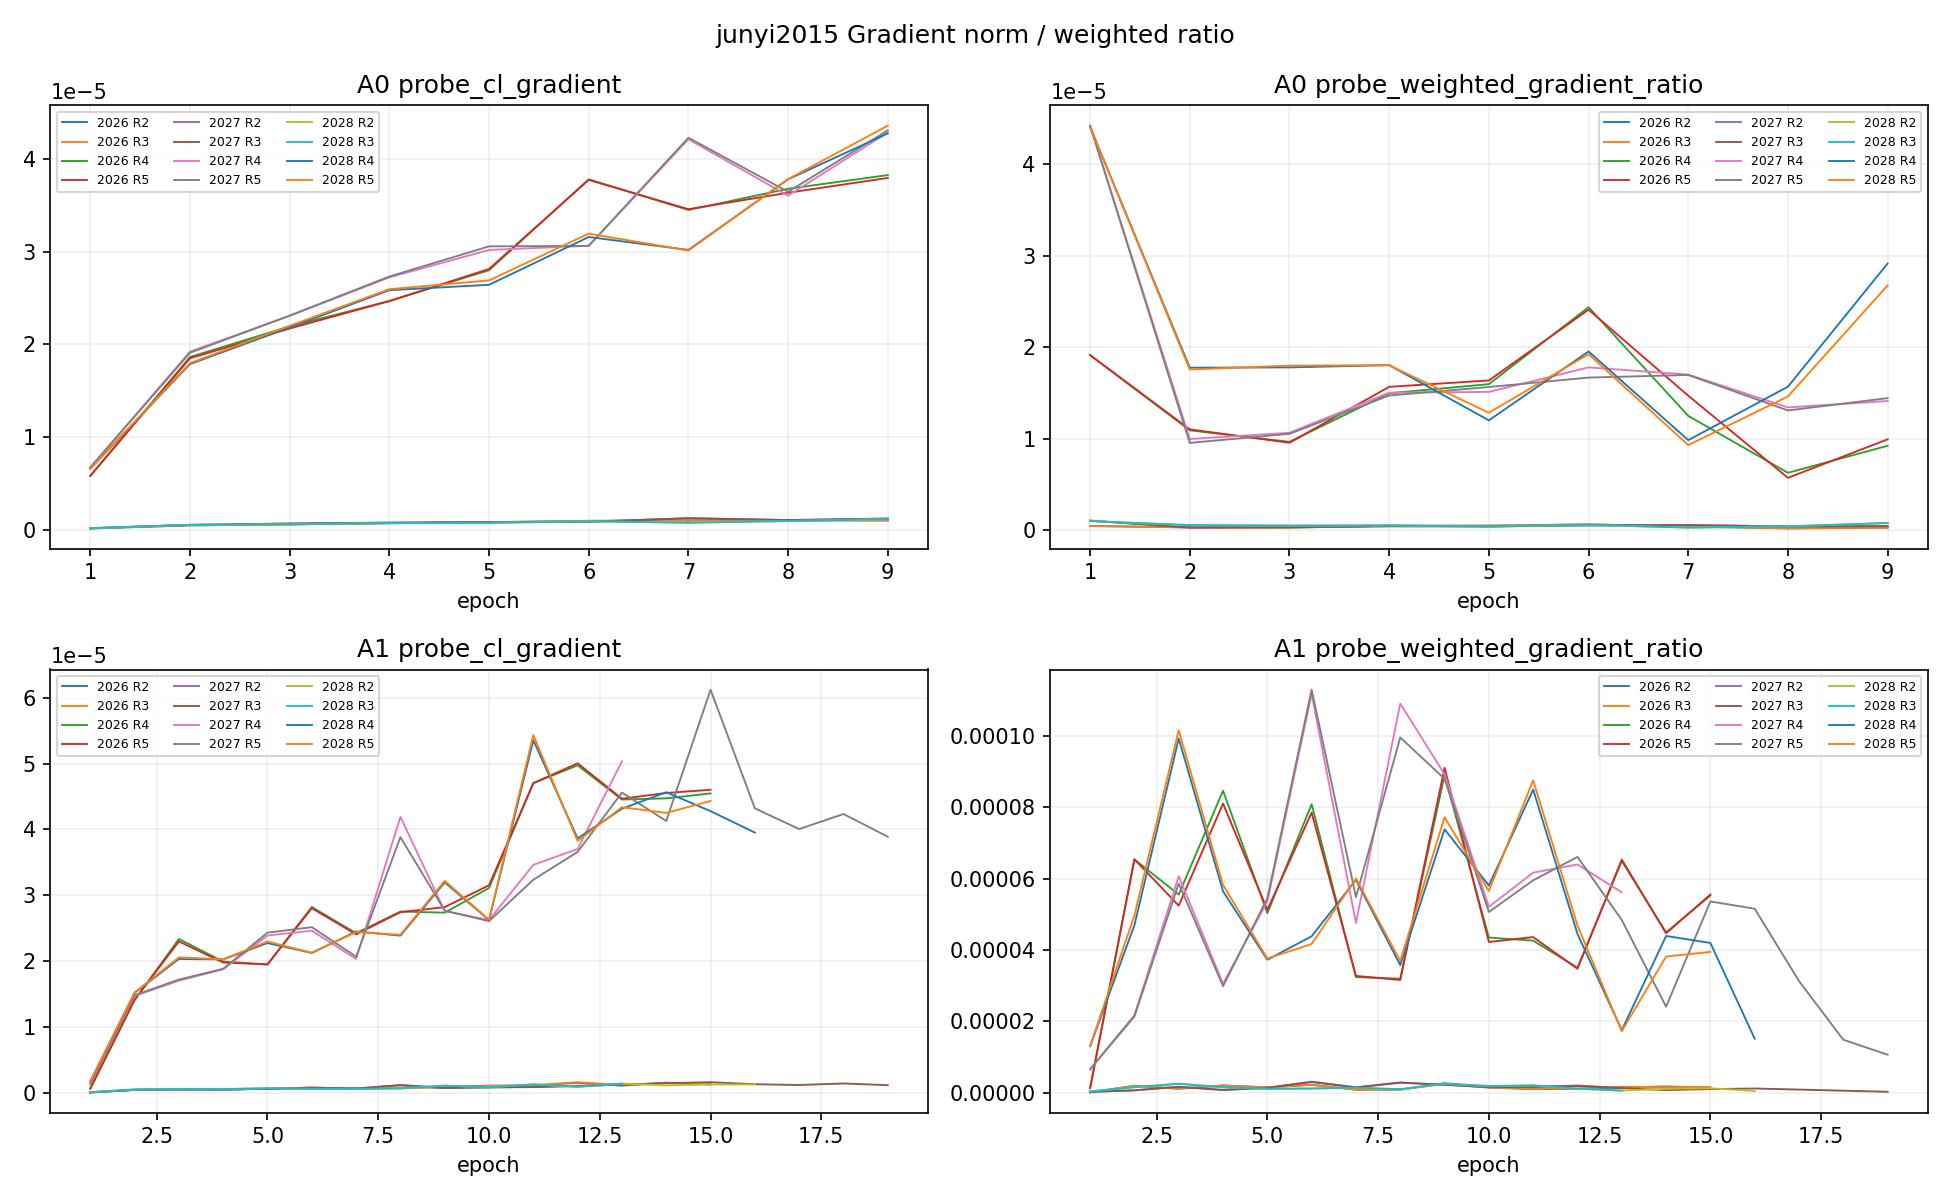 junyi2015 Gradient norm / weighted ratio
A0 probe_cl_gradient
1e−5
2026 R2 2027 R2 2028 R2
2026 R3 2027 R3 2028 R3
2026 R4 2027 R4 2028 R4
2026 R5 2027 R5 2028 R5
4
3
2
1
0
1 2 3 4 5 6 7 8 9
epoch
A0 probe_weighted_gradient_ratio
1e−5
2026 R2 2027 R2 2028 R2
2026 R3 2027 R3 2028 R3
2026 R4 2027 R4 2028 R4
2026 R5 2027 R5 2028 R5
4
3
2
1
0
1 2 3 4 5 6 7 8 9
epoch
A1 probe_cl_gradient
1e−5
2026 R2 2027 R2 2028 R2
2026 R3 2027 R3 2028 R3
2026 R4 2027 R4 2028 R4
2026 R5 2027 R5 2028 R5
6
5
4
3
2
1
0
2.5 5.0 7.5 10.0 12.5 15.0 17.5
epoch
A1 probe_weighted_gradient_ratio
2026 R2 2027 R2 2028 R2
2026 R3 2027 R3 2028 R3
2026 R4 2027 R4 2028 R4
2026 R5 2027 R5 2028 R5
0.00010
0.00008
0.00006
0.00004
0.00002
0.00000
2.5 5.0 7.5 10.0 12.5 15.0 17.5
epoch